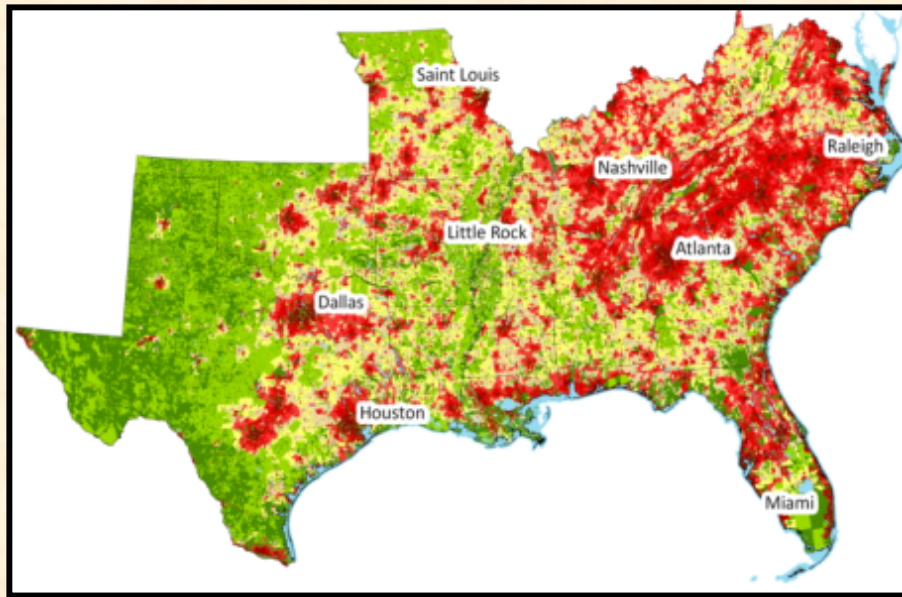 Saint Louis
Raleigh
Nashville
Little Rock
Atlanta
Dallas
Houston
Miami